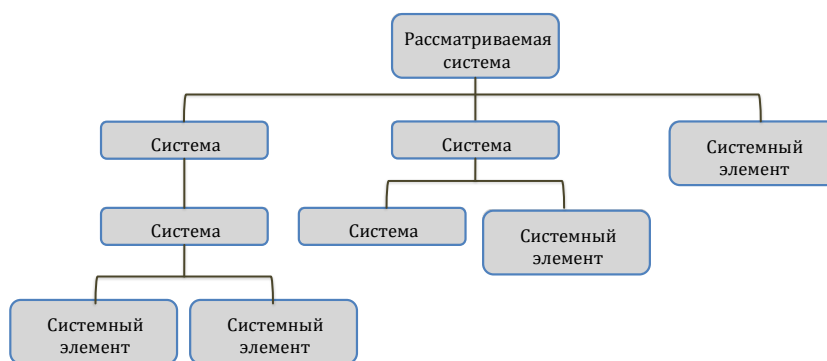 Рассматриваемая
система
Система
Система
Системный
элемент
Система
Система
Системный
элемент
Системный
элемент
Системный
элемент